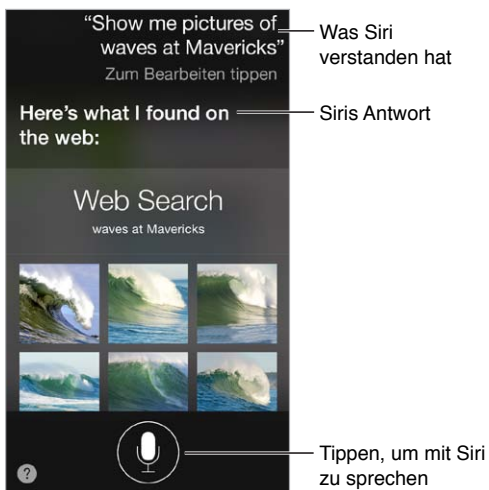 "Show me pictures of
waves at Mavericks"
Zum Bearbeiten tippen
Was Siri
verstanden hat
Here's what I found on
the web:
Siris Antwort
Web Search
waves at Mavericks
?
Tippen, um mit Siri
zu sprechen